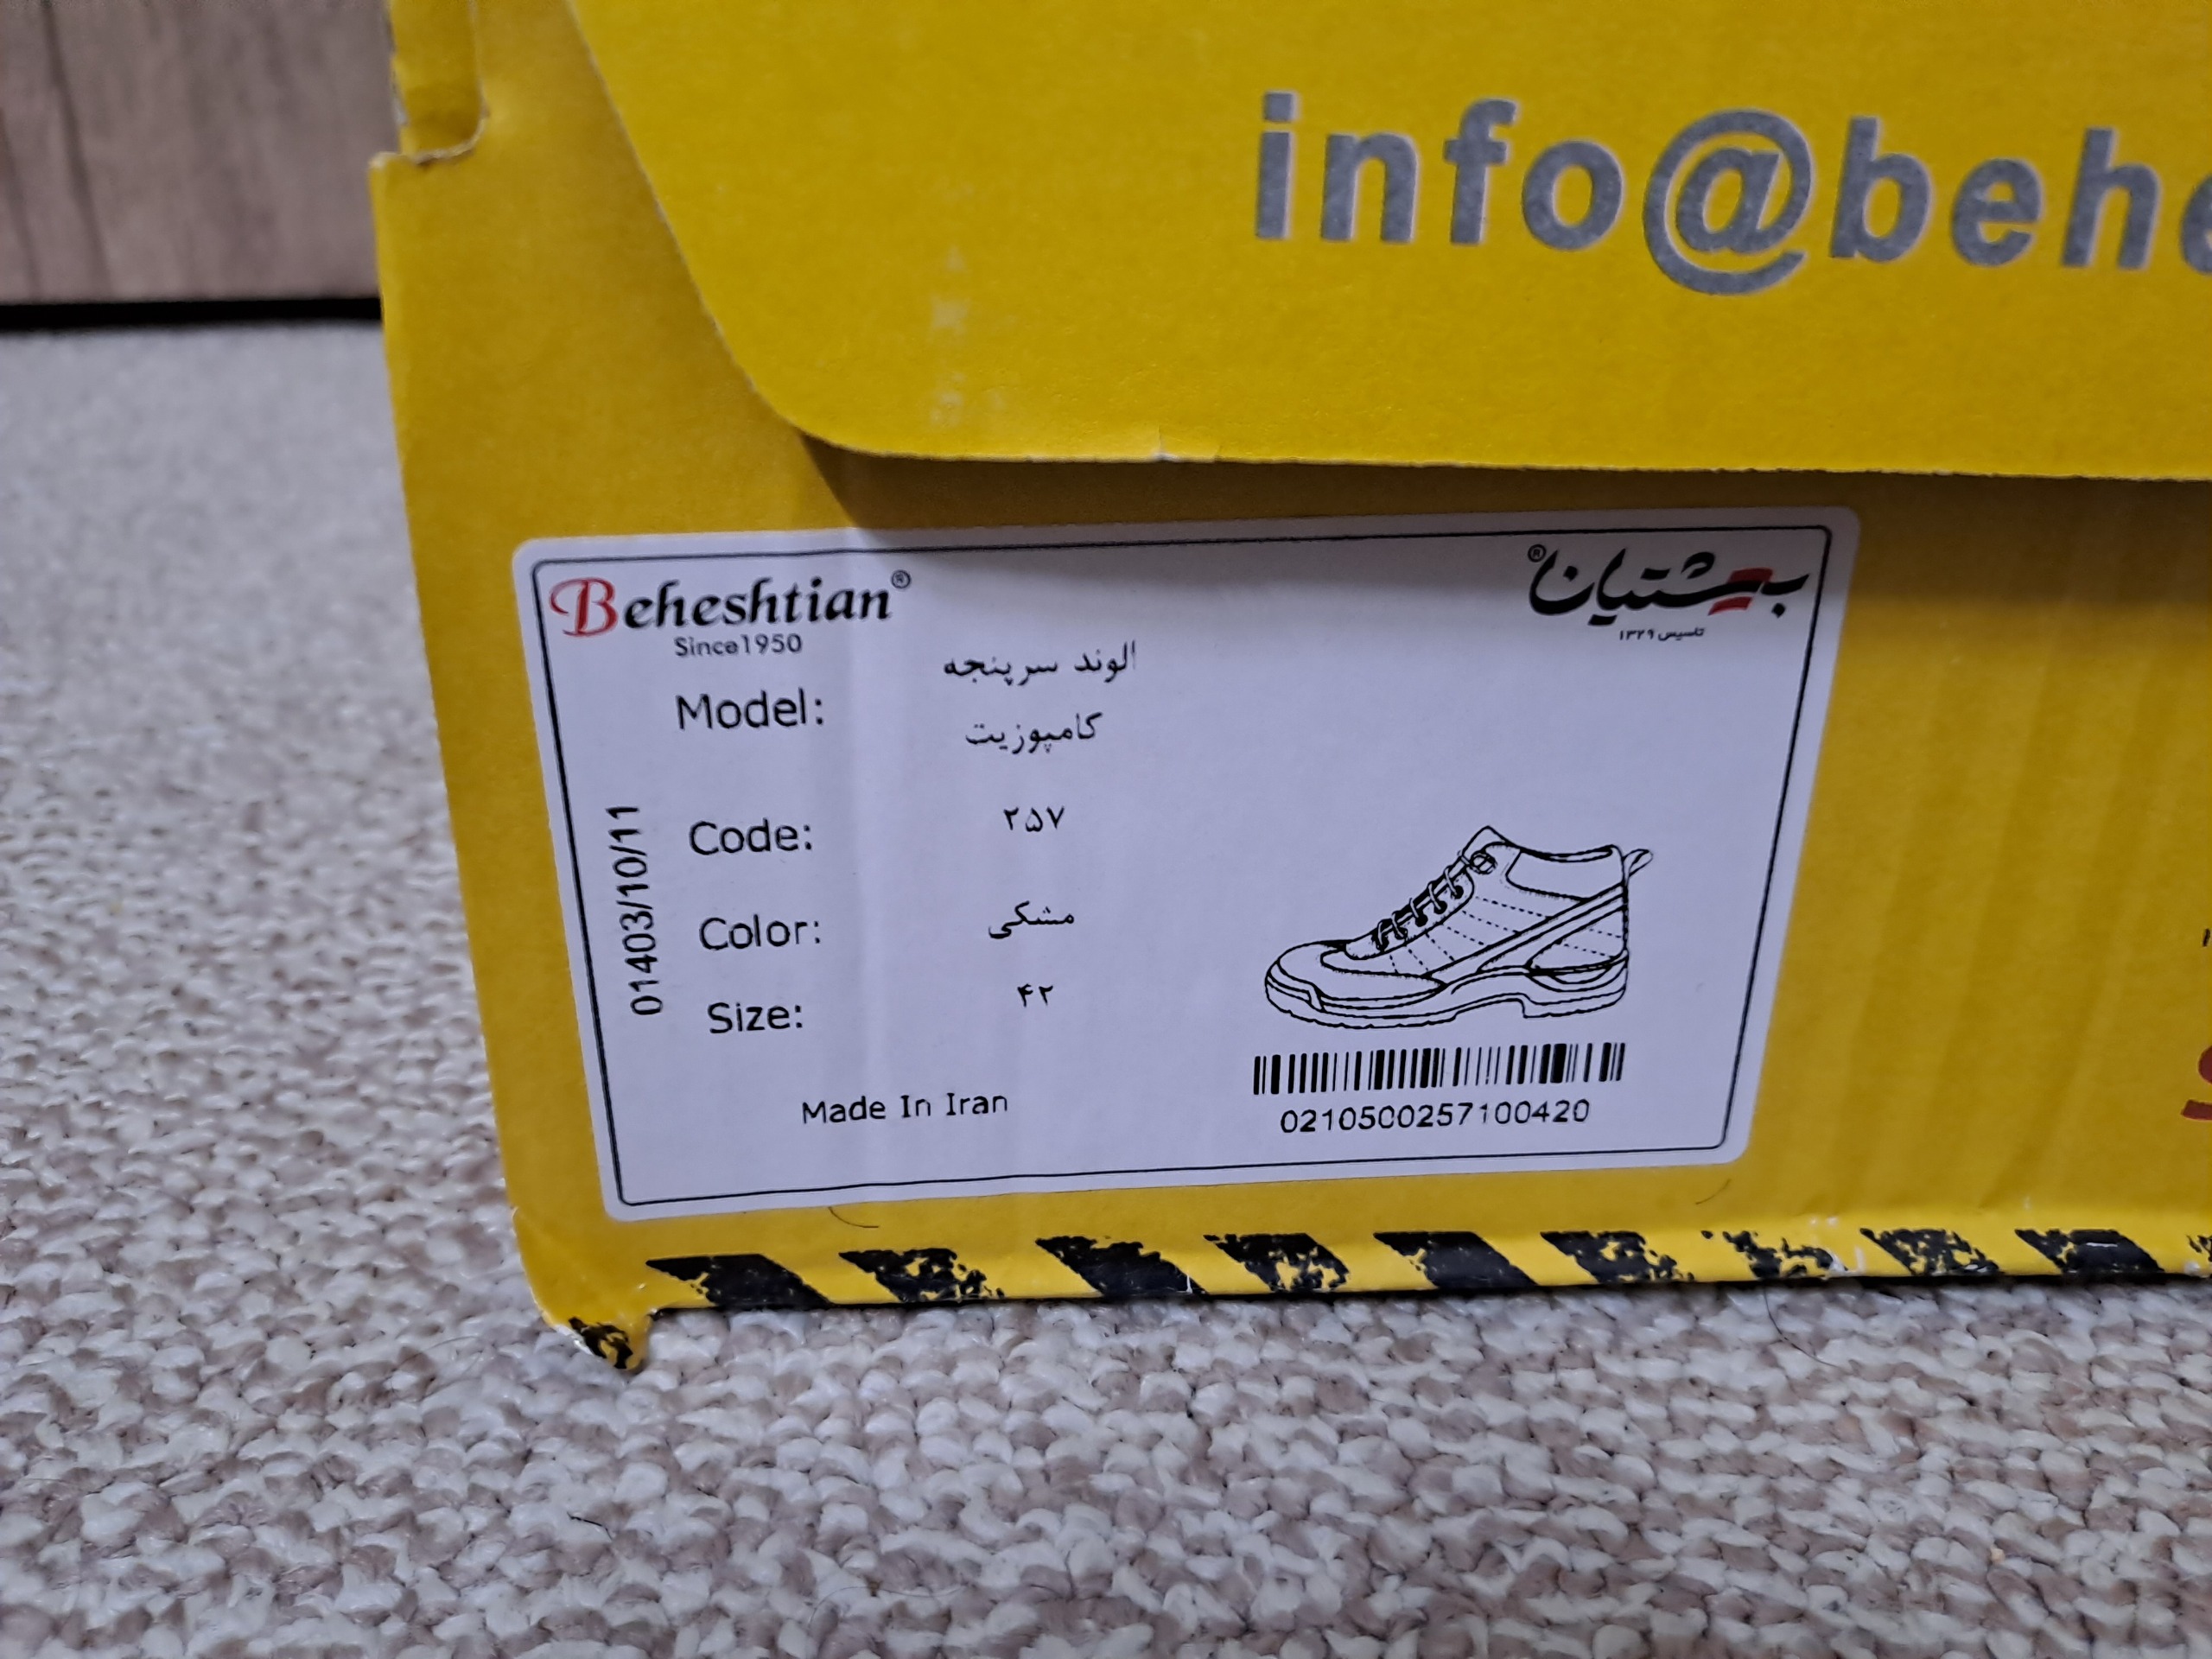 info@behe
Beheshtian®
Since1950
بهشتیان®
تاسیس ۱۳۲۹
Model: الوند سرپنجه
کامپوزیت
Code: ۲۵۷
Color: مشکی
Size: ۴۲
01403/10/11
Made In Iran
0210500257100420